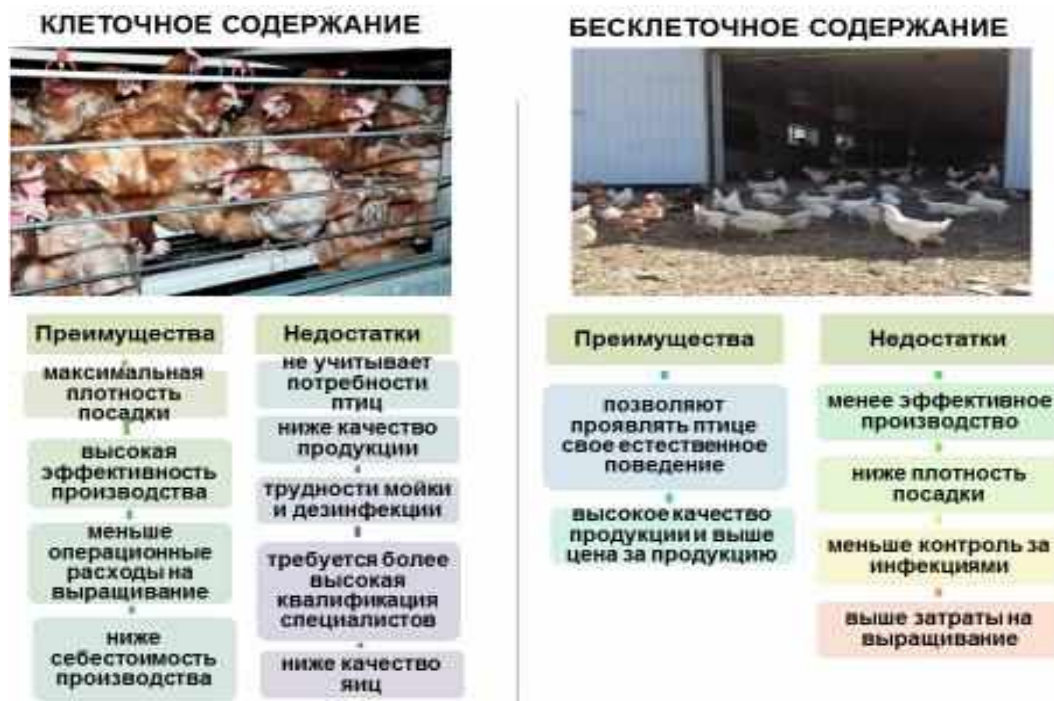 КЛЕТОЧНОЕ СОДЕРЖАНИЕ
Преимущества
максимальная
плотность
посадки
высокая
эффективность
производства
меньше
операционные
расходы на
выращивание
ниже
себестоимость
производства
Недостатки
не учитывает
потребности
птиц
ниже качество
продукции
трудности мойки
и дезинфекции
требуется более
высокая
квалификация
специалистов
ниже качество
яиц
БЕСКЛЕТОЧНОЕ СОДЕРЖАНИЕ
Преимущества
позволяют
проявлять птице
свое естественное
поведение
высокое качество
продукции и выше
цена за продукцию
Недостатки
менее эффективное
производство
ниже плотность
посадки
меньше контроль за
инфекциями
выше затраты на
выращивание